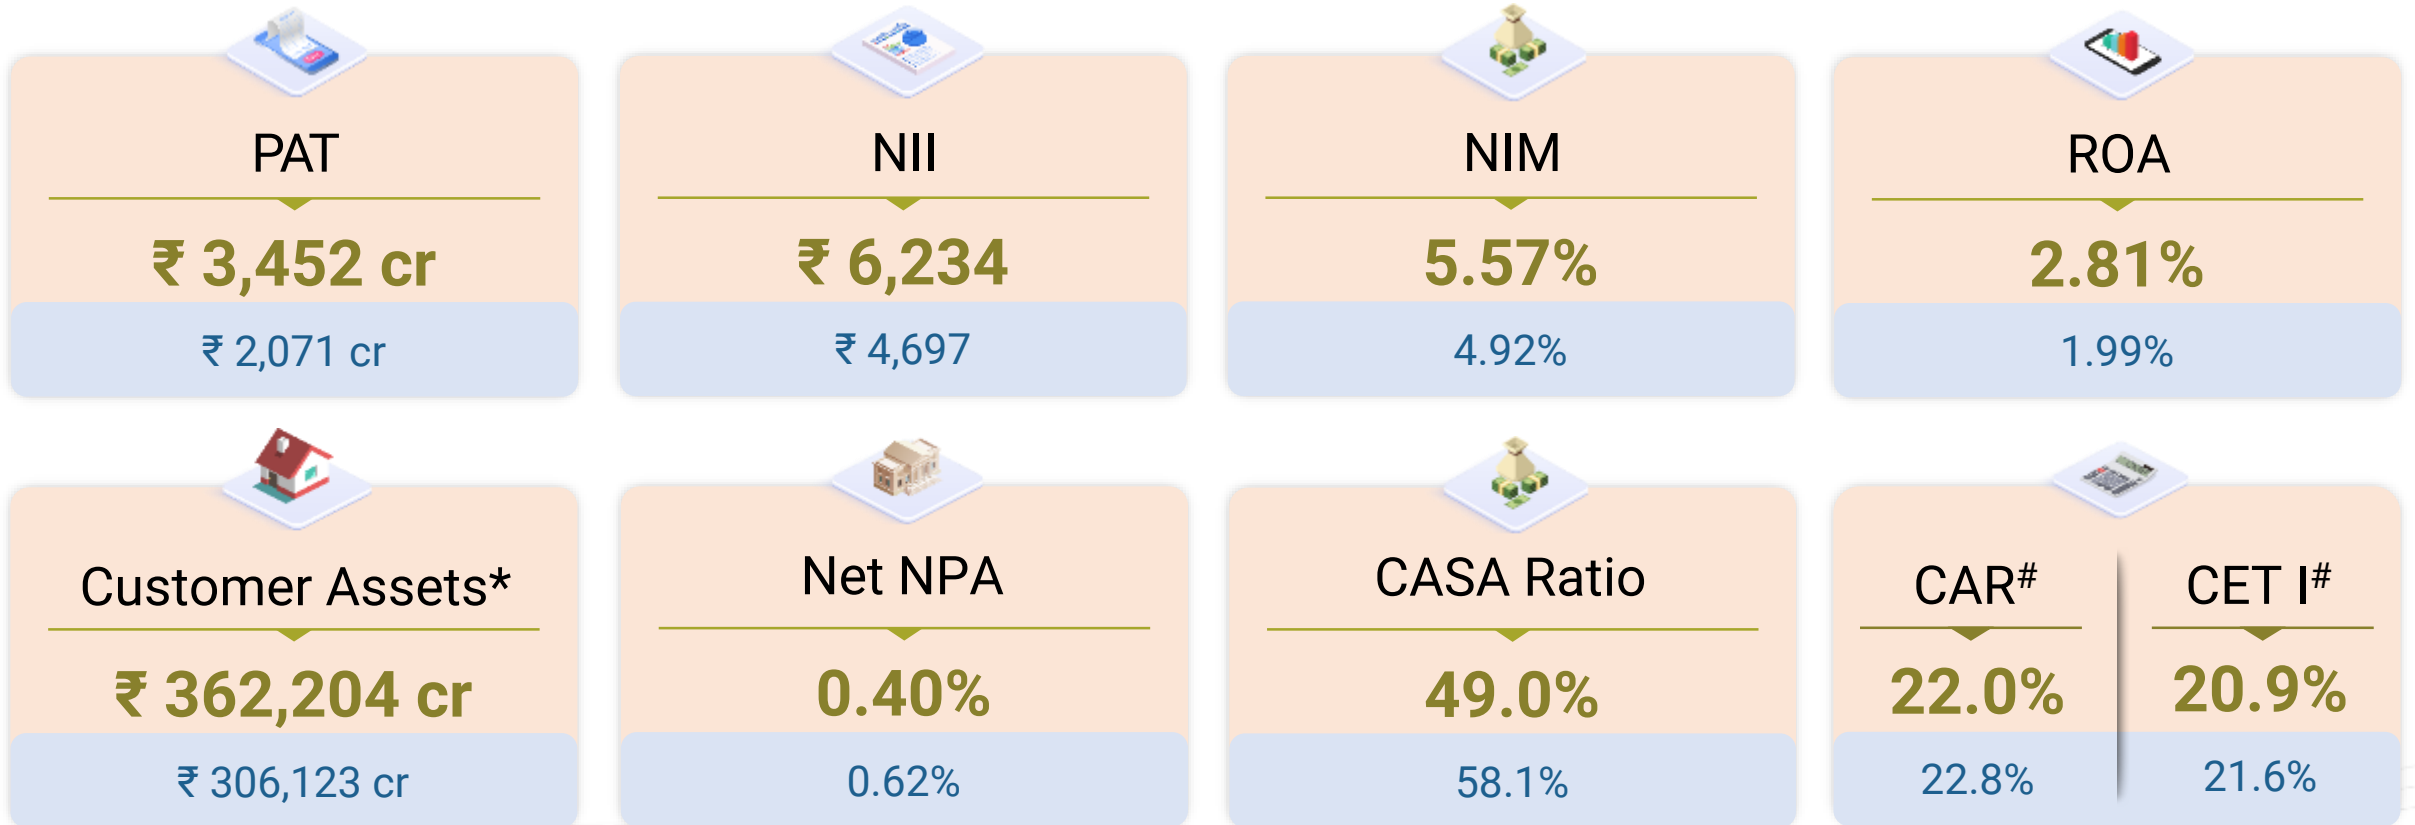 PAT
NII
NIM
ROA
₹ 3,452 cr
₹ 6,234
5.57%
2.81%
₹ 2,071 cr
₹ 4,697
4.92%
1.99%
Customer Assets*
Net NPA
CASA Ratio
CAR#
CET I#
₹ 362,204 cr
0.40%
49.0%
22.0%
20.9%
₹ 306,123 cr
0.62%
58.1%
22.8%
21.6%